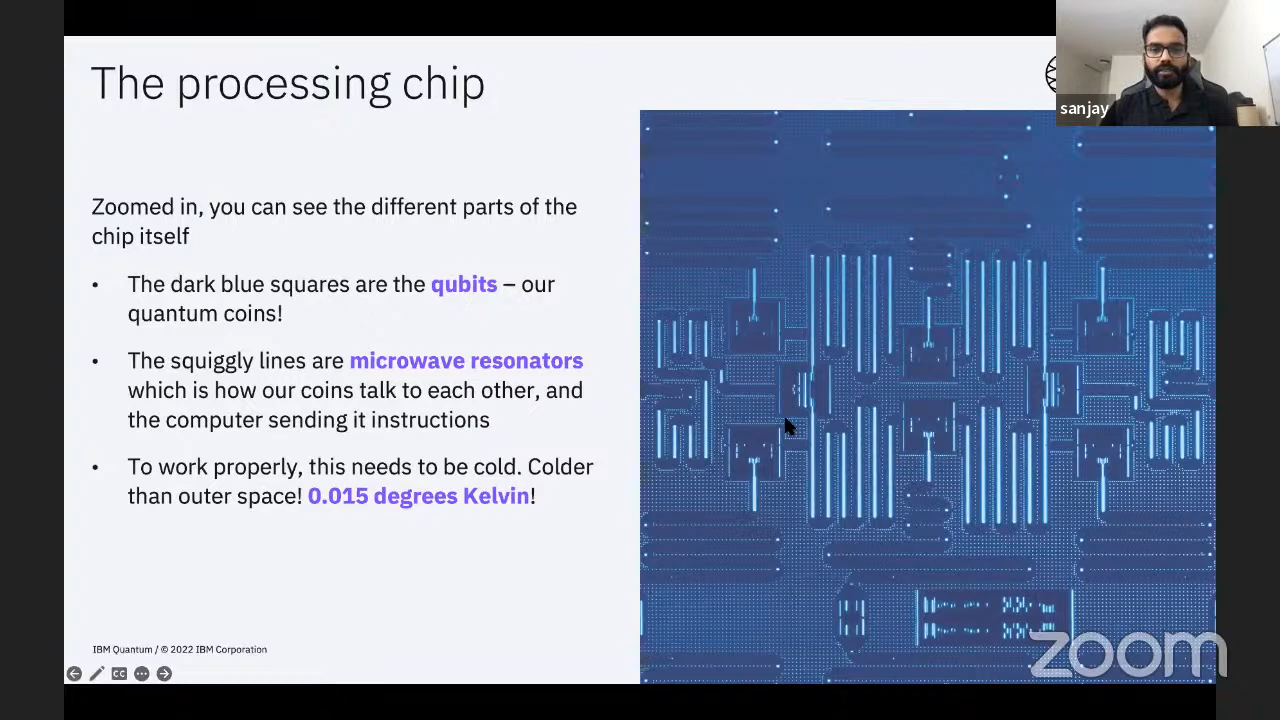 The processing chip
sanjay
Zoomed in, you can see the different parts of the
chip itself
• The dark blue squares are the qubits – our
quantum coins!
• The squiggly lines are microwave resonators
which is how our coins talk to each other, and
the computer sending it instructions
• To work properly, this needs to be cold. Colder
than outer space! 0.015 degrees Kelvin!
IBM Quantum / © 2022 IBM Corporation
CC
zoom